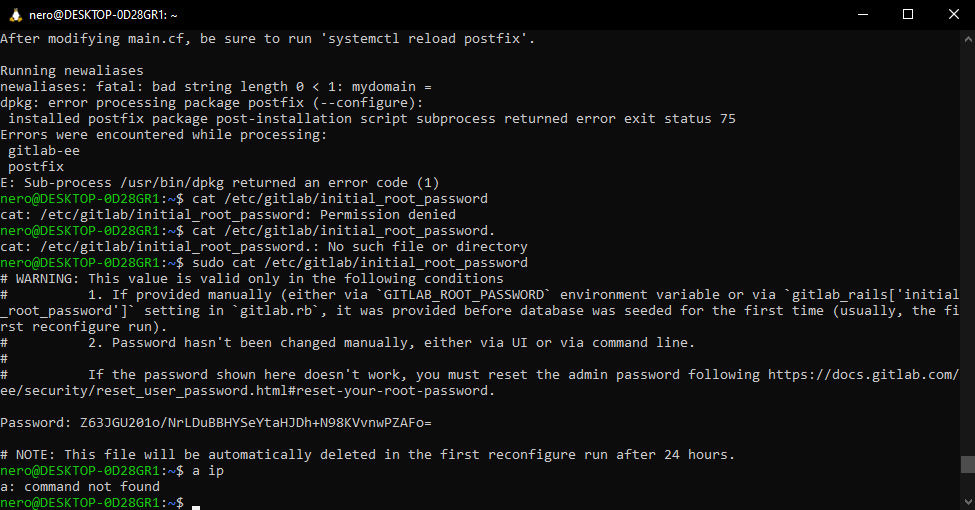 nero@DESKTOP-0D28GR1: ~
After modifying main.cf, be sure to run 'systemctl reload postfix'.
Running newaliases
newaliases: fatal: bad string length 0 < 1: mydomain =
dpkg: error processing package postfix (--configure):
 installed postfix package post-installation script subprocess returned error exit status 75
Errors were encountered while processing:
 gitlab-ee
 postfix
E: Sub-process /usr/bin/dpkg returned an error code (1)
nero@DESKTOP-0D28GR1:~$ cat /etc/gitlab/initial_root_password
cat: /etc/gitlab/initial_root_password: Permission denied
nero@DESKTOP-0D28GR1:~$ cat /etc/gitlab/initial_root_password.
cat: /etc/gitlab/initial_root_password.: No such file or directory
nero@DESKTOP-0D28GR1:~$ sudo cat /etc/gitlab/initial_root_password
# WARNING: This value is valid only in the following conditions
#          1. If provided manually (either via `GITLAB_ROOT_PASSWORD` environment variable or via `gitlab_rails['initial
_root_password']` setting in `gitlab.rb`, it was provided before database was seeded for the first time (usually, the fi
rst reconfigure run).
#          2. Password hasn't been changed manually, either via UI or via command line.
#
#          If the password shown here doesn't work, you must reset the admin password following https://docs.gitlab.com/
ee/security/reset_user_password.html#reset-your-root-password.
Password: Z63JGU201o/NrLDuBBHYSeYtaHJDh+N98KVvnwPZAFo=
# NOTE: This file will be automatically deleted in the first reconfigure run after 24 hours.
nero@DESKTOP-0D28GR1:~$ a ip
a: command not found
nero@DESKTOP-0D28GR1:~$